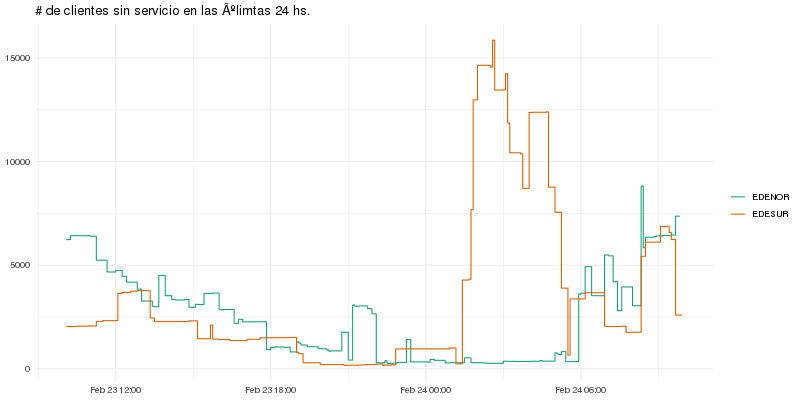 # de clientes sin servicio en las Ãºlimtas 24 hs.
15000
10000
5000
0
EDENOR
EDESUR
Feb 23 12:00
Feb 23 18:00
Feb 24 00:00
Feb 24 06:00